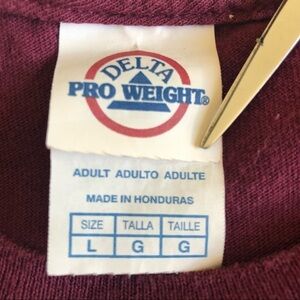 DELTA
PRO WEIGHT®
ADULT ADULTO ADULTE
MADE IN HONDURAS
SIZE TALLA TAILLE
L G G